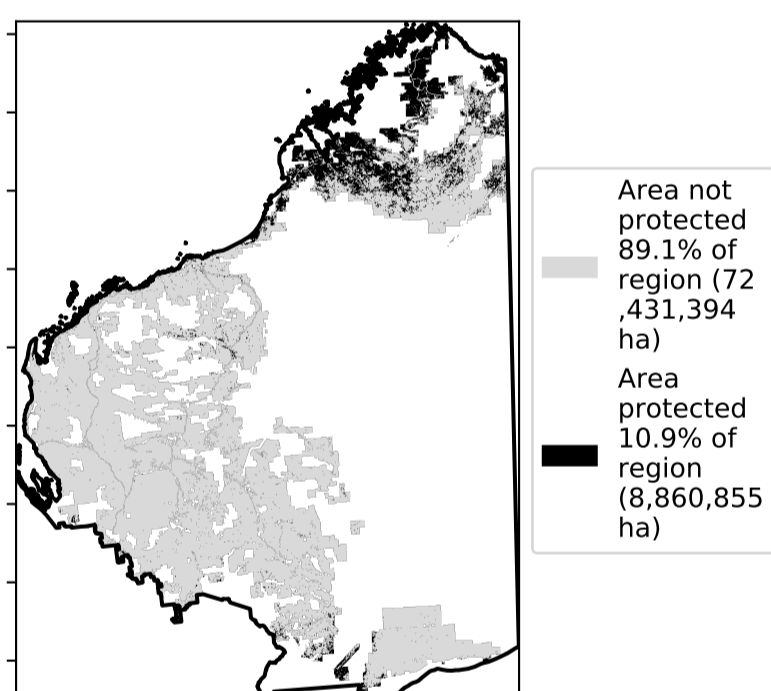 Area not
protected
89.1% of
region (72
,431,394
ha)
Area
protected
10.9% of
region
(8,860,855
ha)